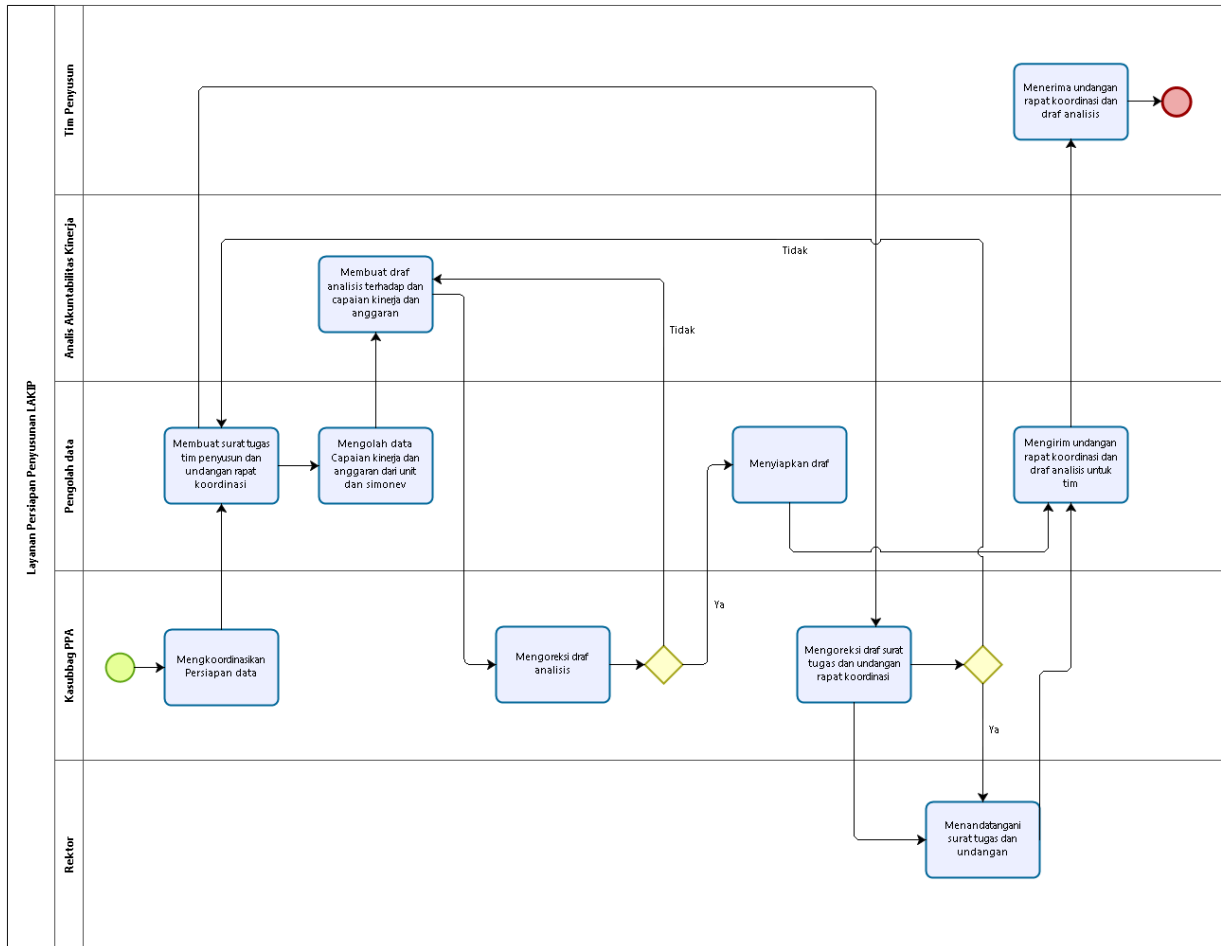 Layanan Persiapan Penyusunan LAKIP
Tim Penyusun
Menerima undangan
rapat koordinasi dan
draf analisis
Analis Akuntabilitas Kinerja
Tidak
Membuat draf
analisis terhadap dan
capaian kinerja dan
anggaran
Tidak
Pengolah data
Membuat surat tugas
tim penyusun dan
undangan rapat
koordinasi
Mengolah data
Capaian kinerja dan
anggaran dari unit
dan simonev
Menyiapkan draf
Mengirim undangan
rapat koordinasi dan
draf analisis untuk
tim
Kasubbag PPA
Mengkoordinasikan
Persiapan data
Mengoreksi draf
analisis
Ya
Mengoreksi draf surat
tugas dan undangan
rapat koordinasi
Ya
Rektor
Menandatangani
surat tugas dan
undangan